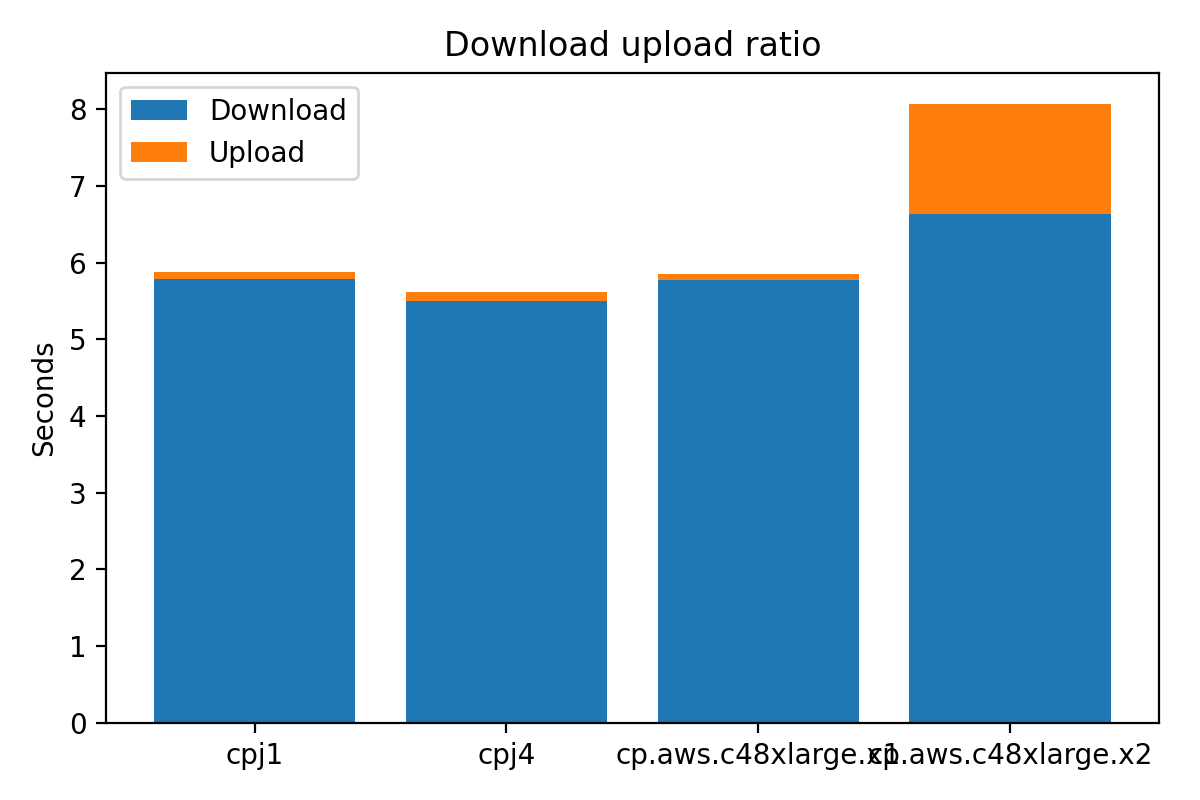 Download upload ratio
Download
Upload
8
7
6
5
4
3
2
1
0
Seconds
cpj1
cpj4
cp.aws.c48xlarge.x1
cp.aws.c48xlarge.x2